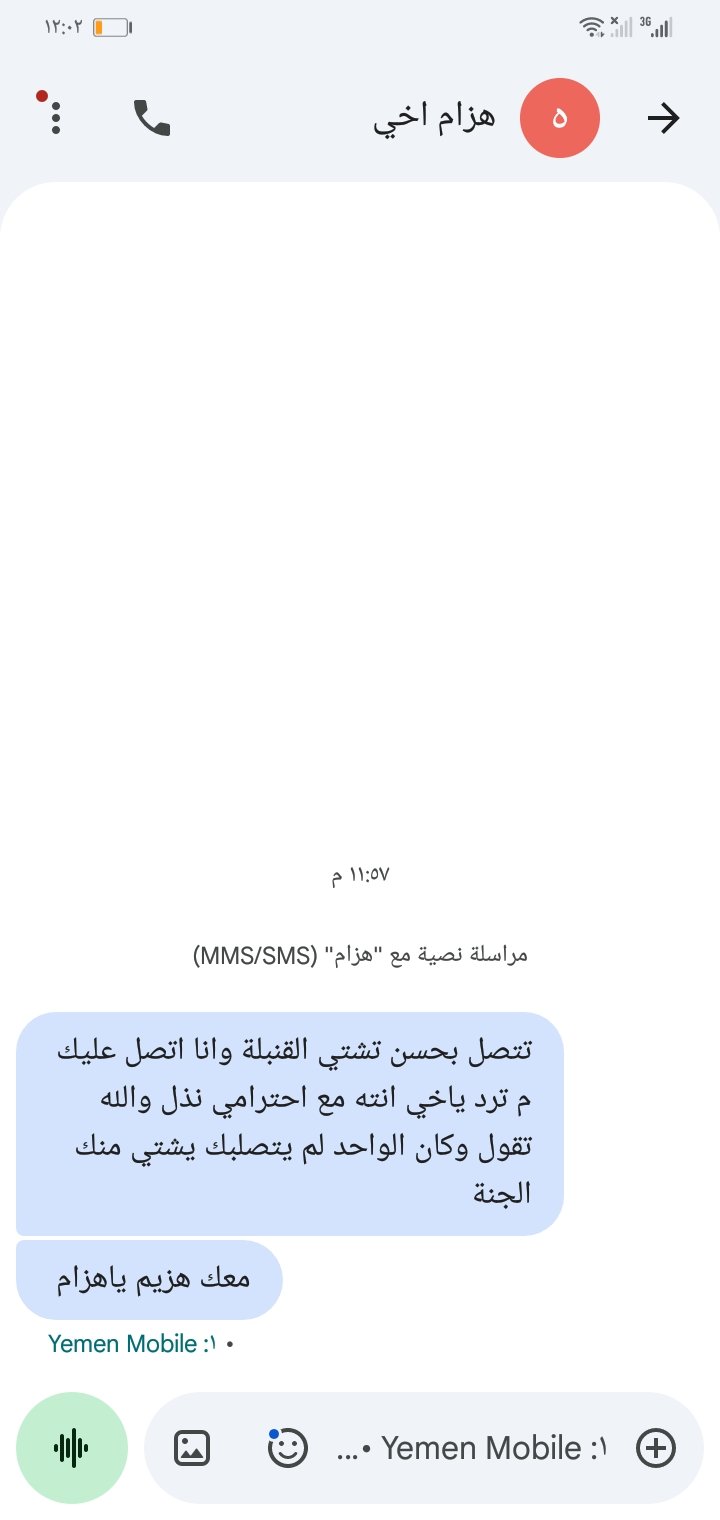 ١٢:٠٢
3G
هزام اخي
ه
١١:٥٧ م
مراسلة نصية مع "هزام" (MMS/SMS)
تتصل بحسن تشتي القنبلة وانا اتصل عليك
م ترد ياخي انته مع احترامي نذل والله
تقول وكان الواحد لم يتصلبك يشتي منك
الجنة
معك هزيم ياهزام
• ١: Yemen Mobile
١: Yemen Mobile •...